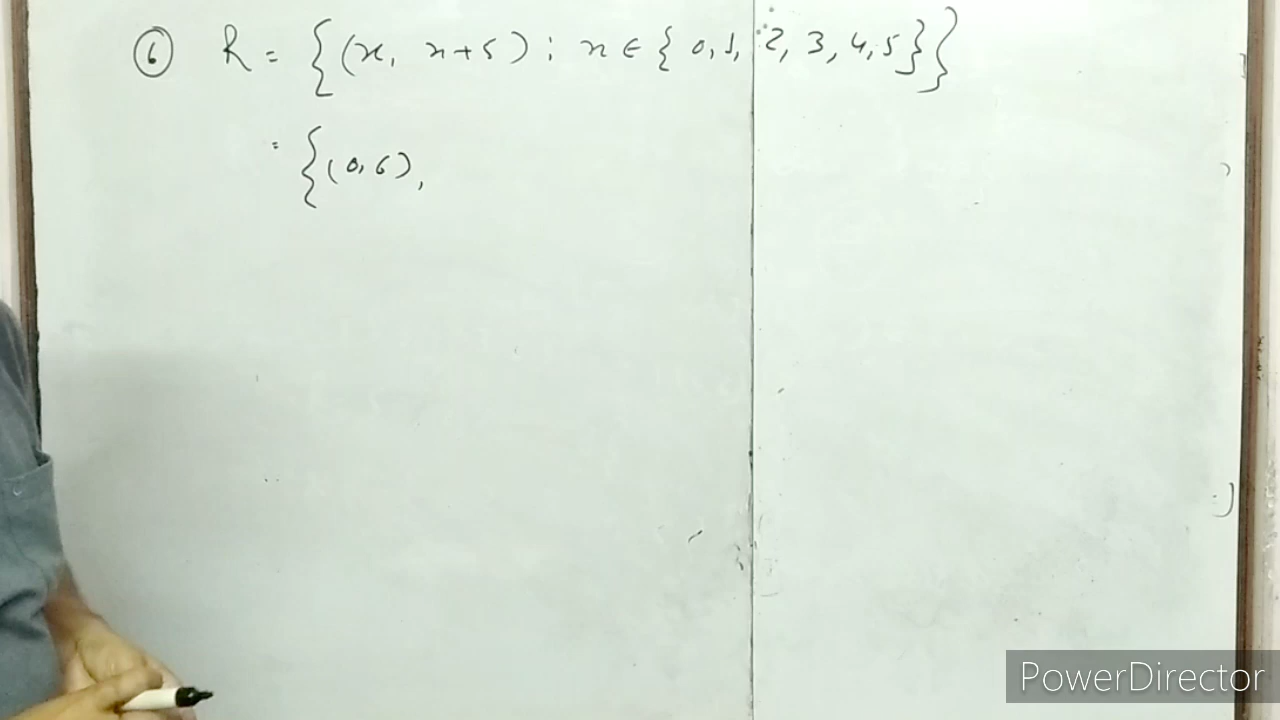 ⑥ R = {(x, x+5) ; x ∈ { 0, 1, 2, 3, 4, 5 }}
= {(0, 6),
PowerDirector